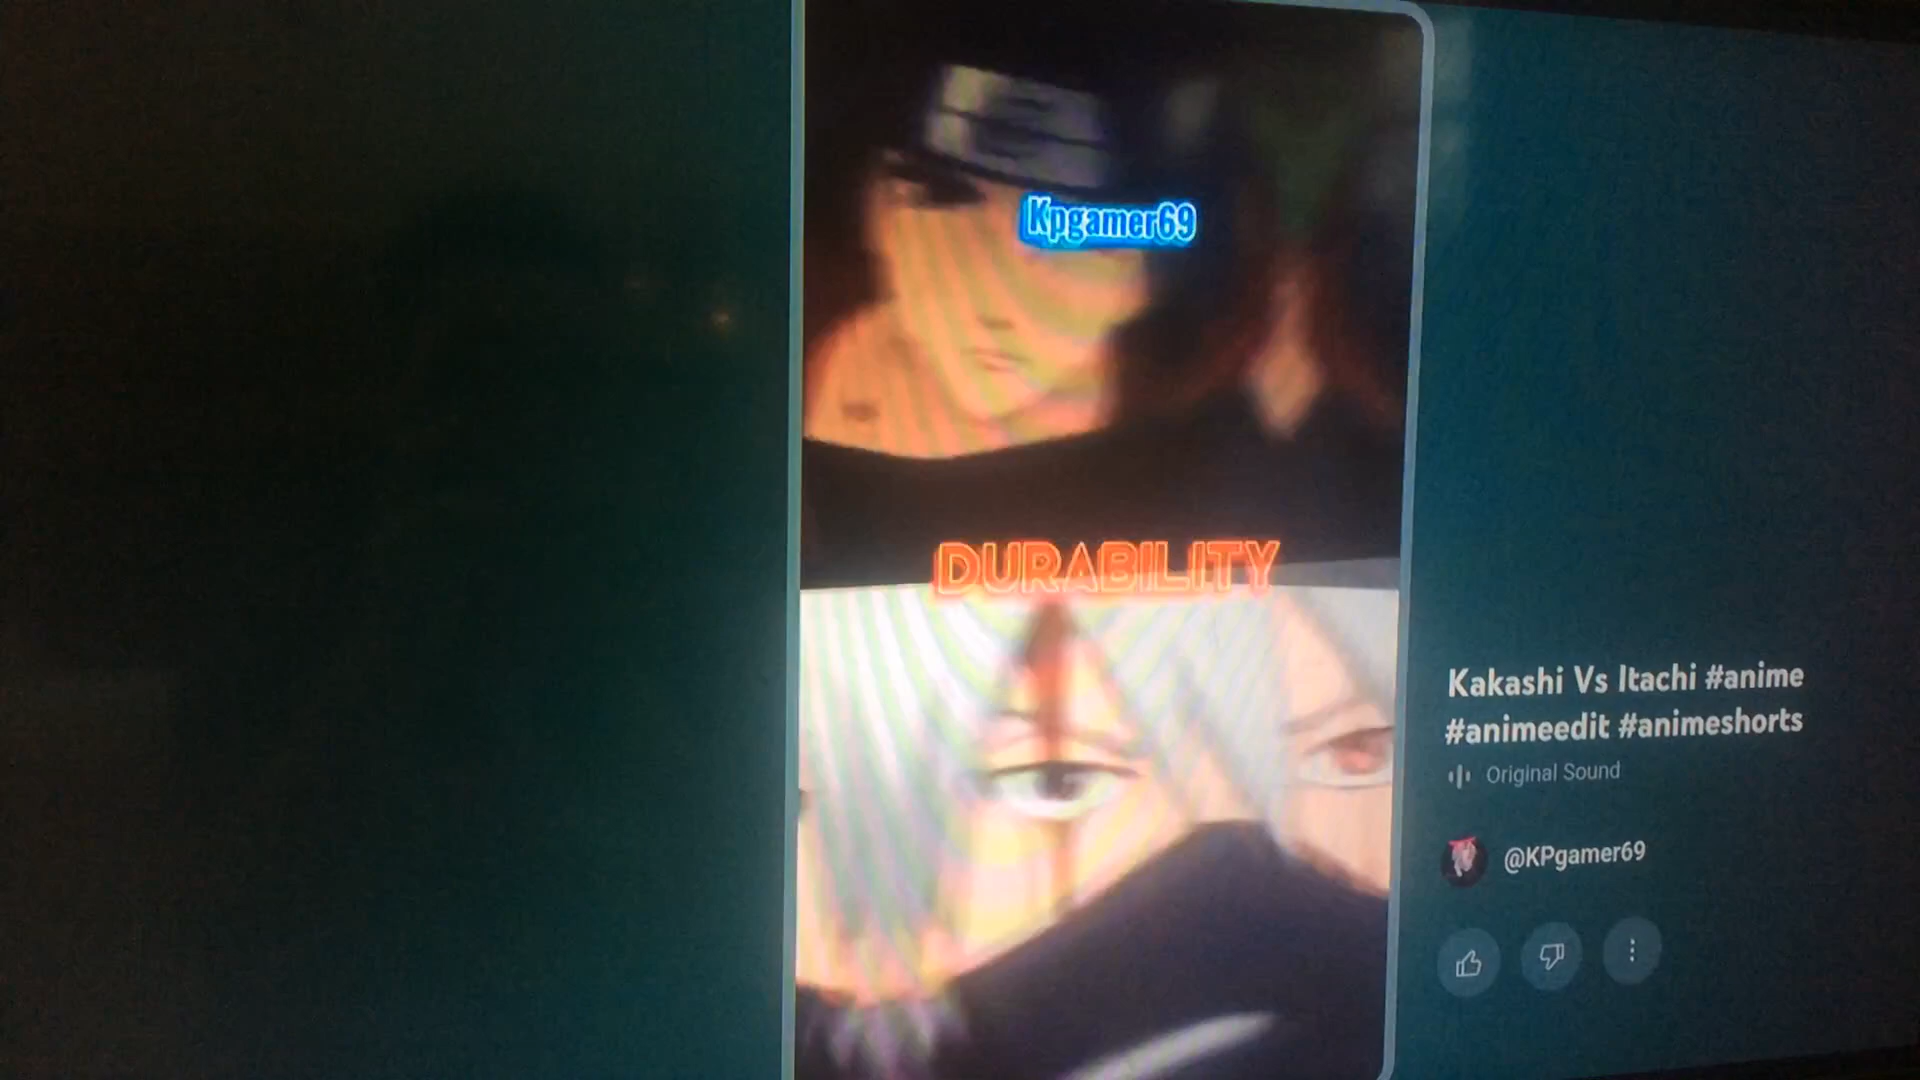 Kpgamer69
DURABILITY
Kakashi Vs Itachi #anime
#animeedit #animeshorts
Original Sound
@KPgamer69